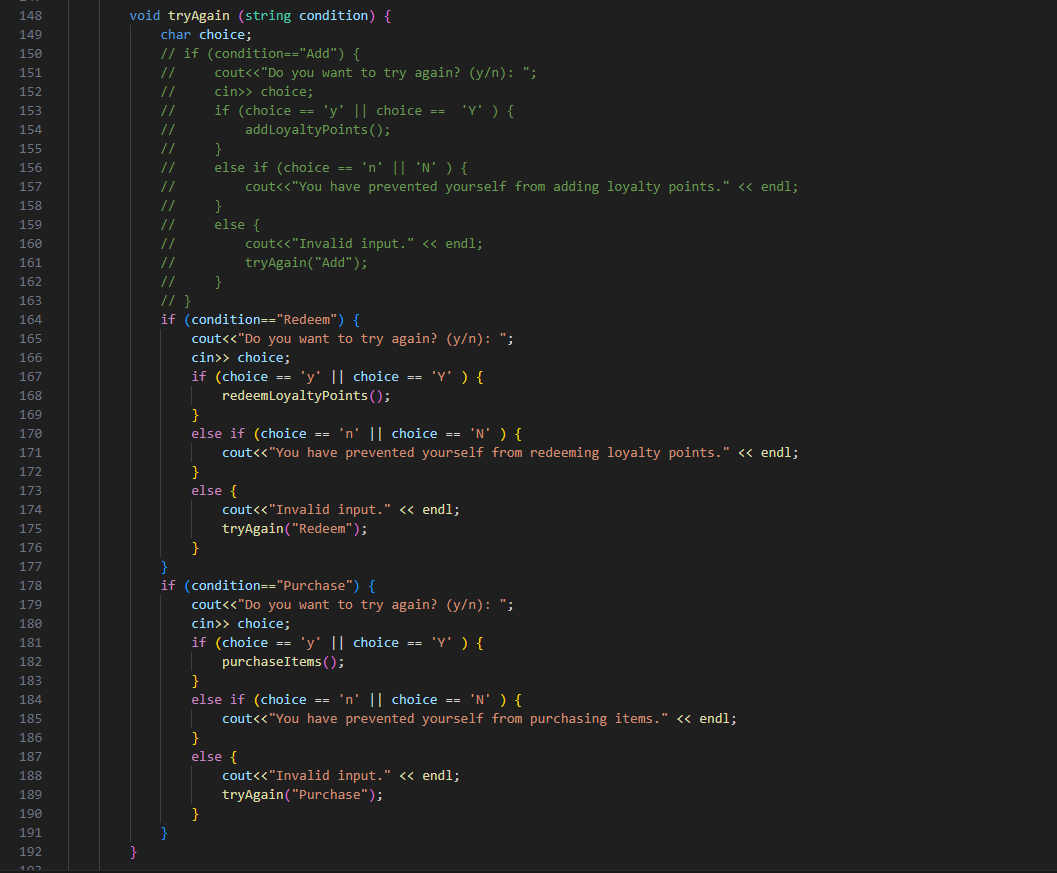 148 void tryAgain (string condition) {
149 char choice;
150 // if (condition=="Add") {
151 //     cout<<"Do you want to try again? (y/n): ";
152 //     cin>> choice;
153 //     if (choice == 'y' || choice ==  'Y' ) {
154 //         addLoyaltyPoints();
155 //     }
156 //     else if (choice == 'n' || 'N' ) {
157 //         cout<<"You have prevented yourself from adding loyalty points." << endl;
158 //     }
159 //     else {
160 //         cout<<"Invalid input." << endl;
161 //         tryAgain("Add");
162 //     }
163 // }
164 if (condition=="Redeem") {
165 cout<<"Do you want to try again? (y/n): ";
166 cin>> choice;
167 if (choice == 'y' || choice == 'Y' ) {
168 redeemLoyaltyPoints();
169 }
170 else if (choice == 'n' || choice == 'N' ) {
171 cout<<"You have prevented yourself from redeeming loyalty points." << endl;
172 }
173 else {
174 cout<<"Invalid input." << endl;
175 tryAgain("Redeem");
176 }
177 }
178 if (condition=="Purchase") {
179 cout<<"Do you want to try again? (y/n): ";
180 cin>> choice;
181 if (choice == 'y' || choice == 'Y' ) {
182 purchaseItems();
183 }
184 else if (choice == 'n' || choice == 'N' ) {
185 cout<<"You have prevented yourself from purchasing items." << endl;
186 }
187 else {
188 cout<<"Invalid input." << endl;
189 tryAgain("Purchase");
190 }
191 }
192 }